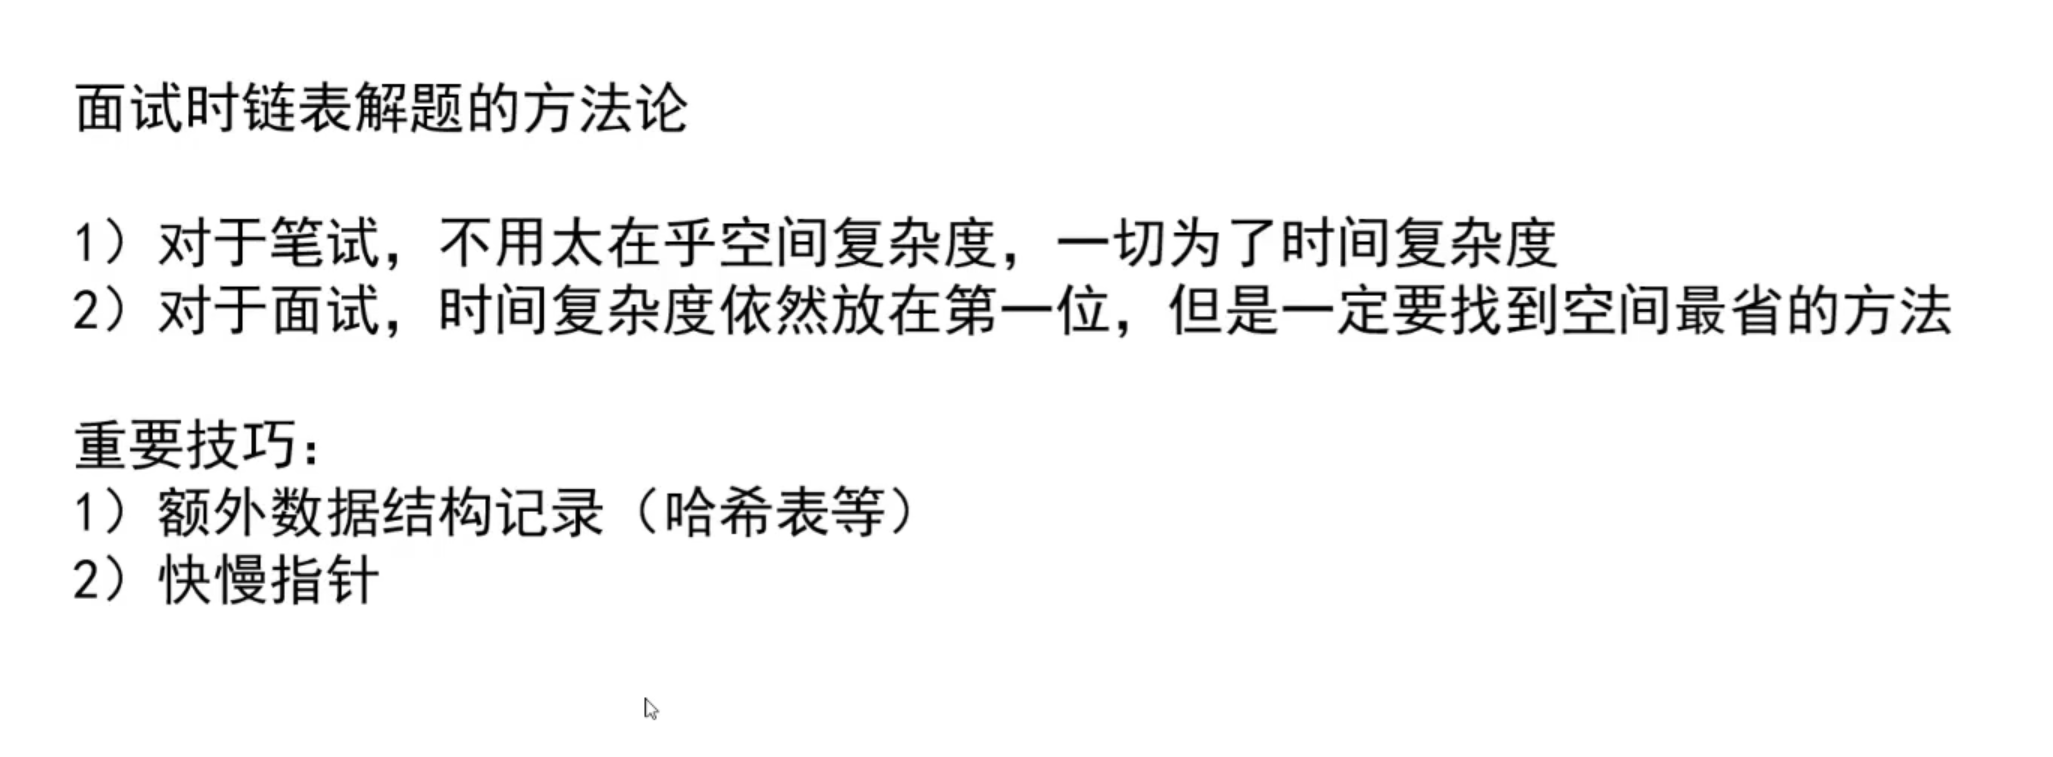 面试时链表解题的方法论
1）对于笔试，不用太在乎空间复杂度，一切为了时间复杂度
2）对于面试，时间复杂度依然放在第一位，但是一定要找到空间最省的方法
重要技巧：
1）额外数据结构记录（哈希表等）
2）快慢指针